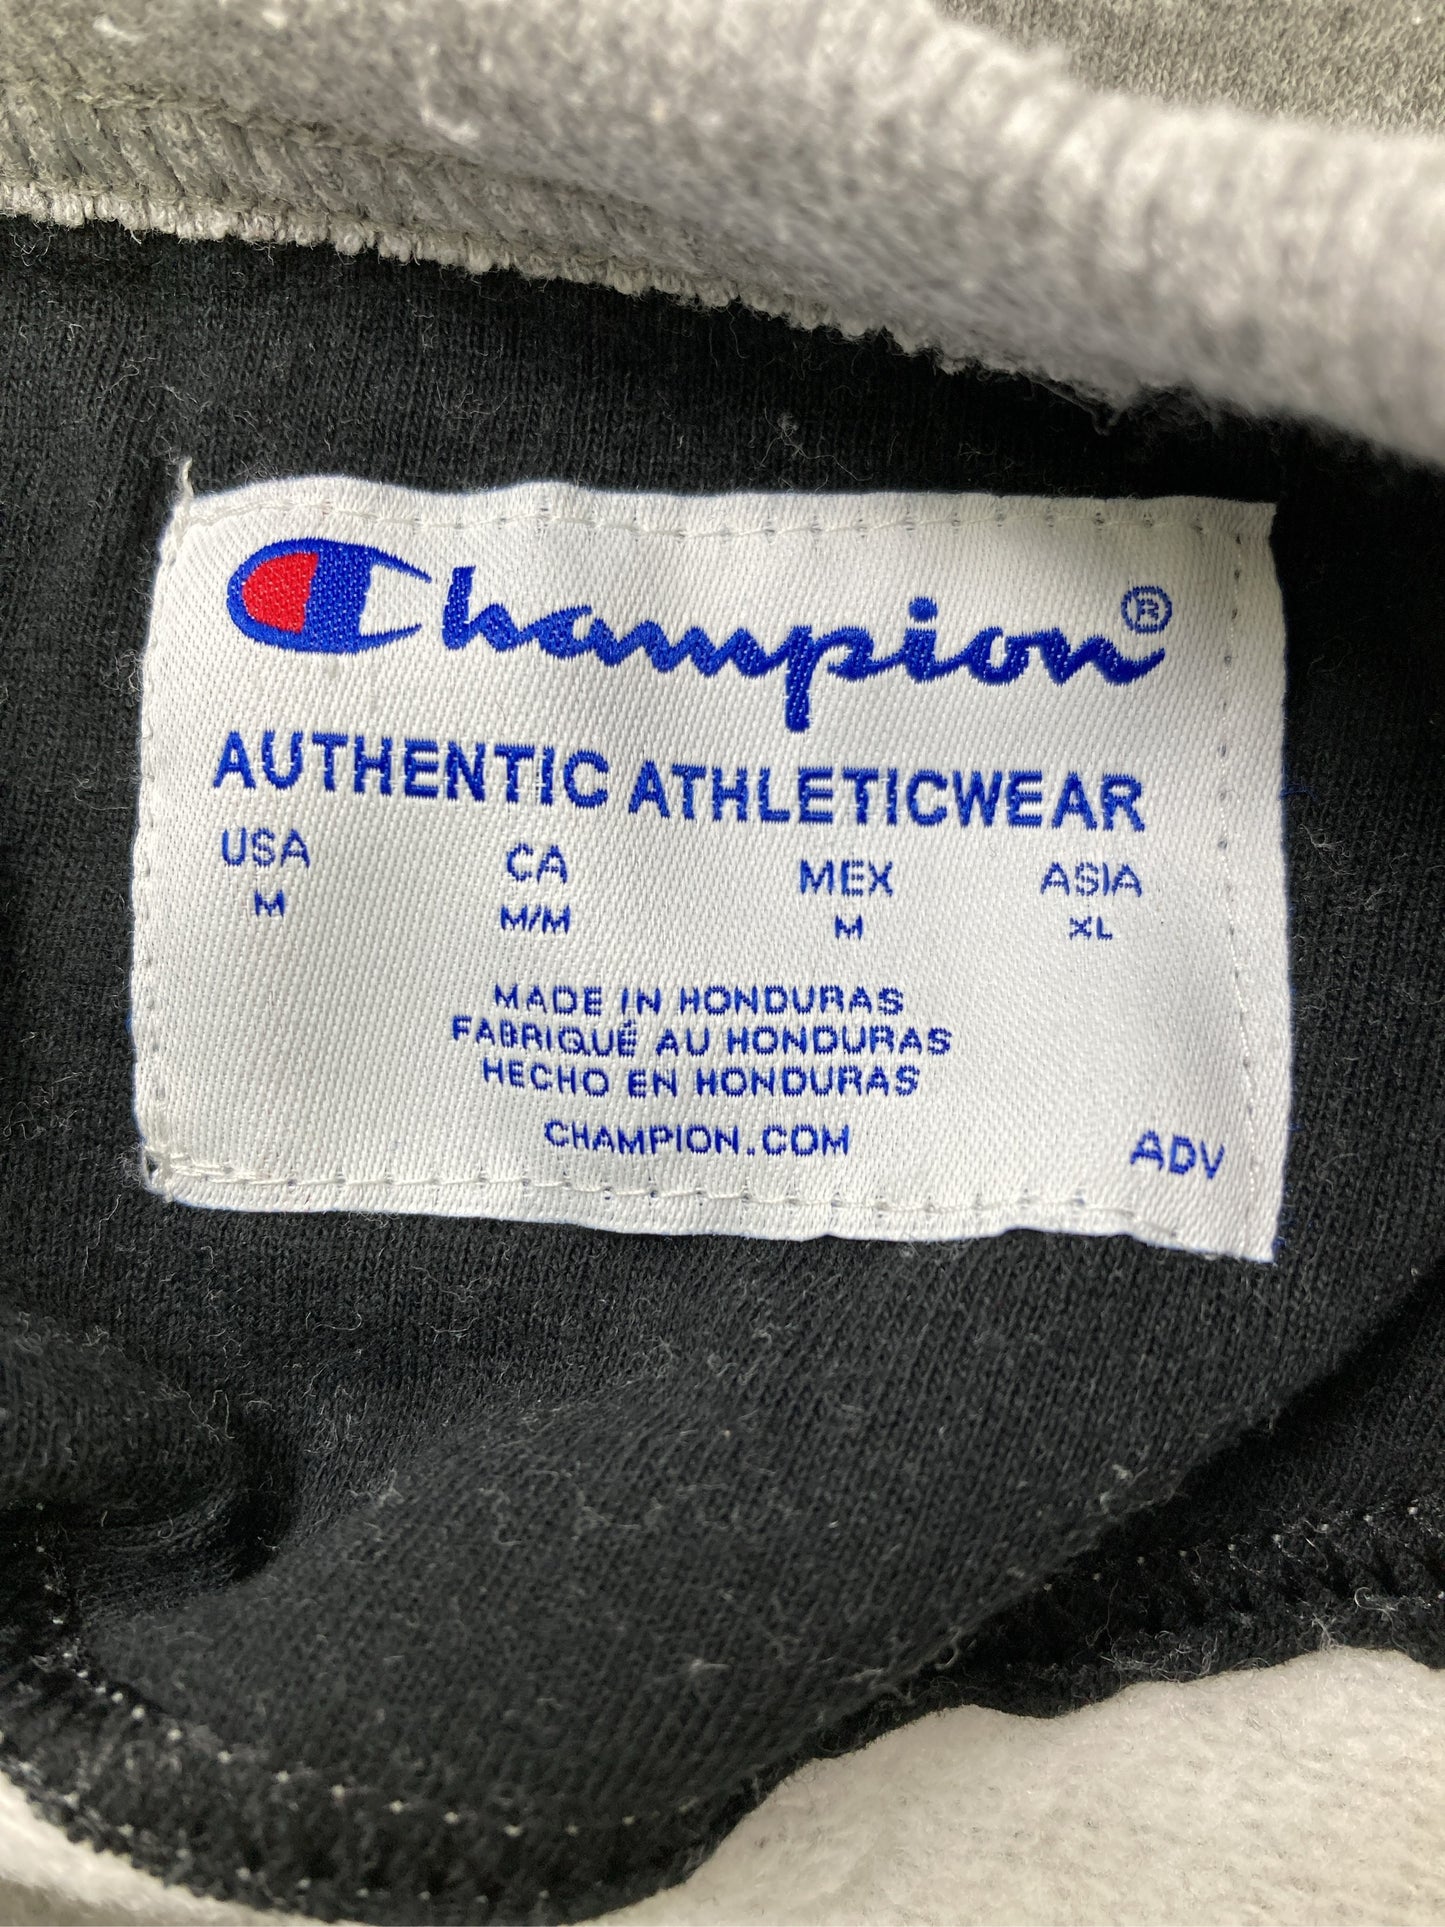 Champion®
AUTHENTIC ATHLETICWEAR
USA CA MEX ASIA
M M/M M XL
MADE IN HONDURAS
FABRIQUÉ AU HONDURAS
HECHO EN HONDURAS
CHAMPION.COM ADV